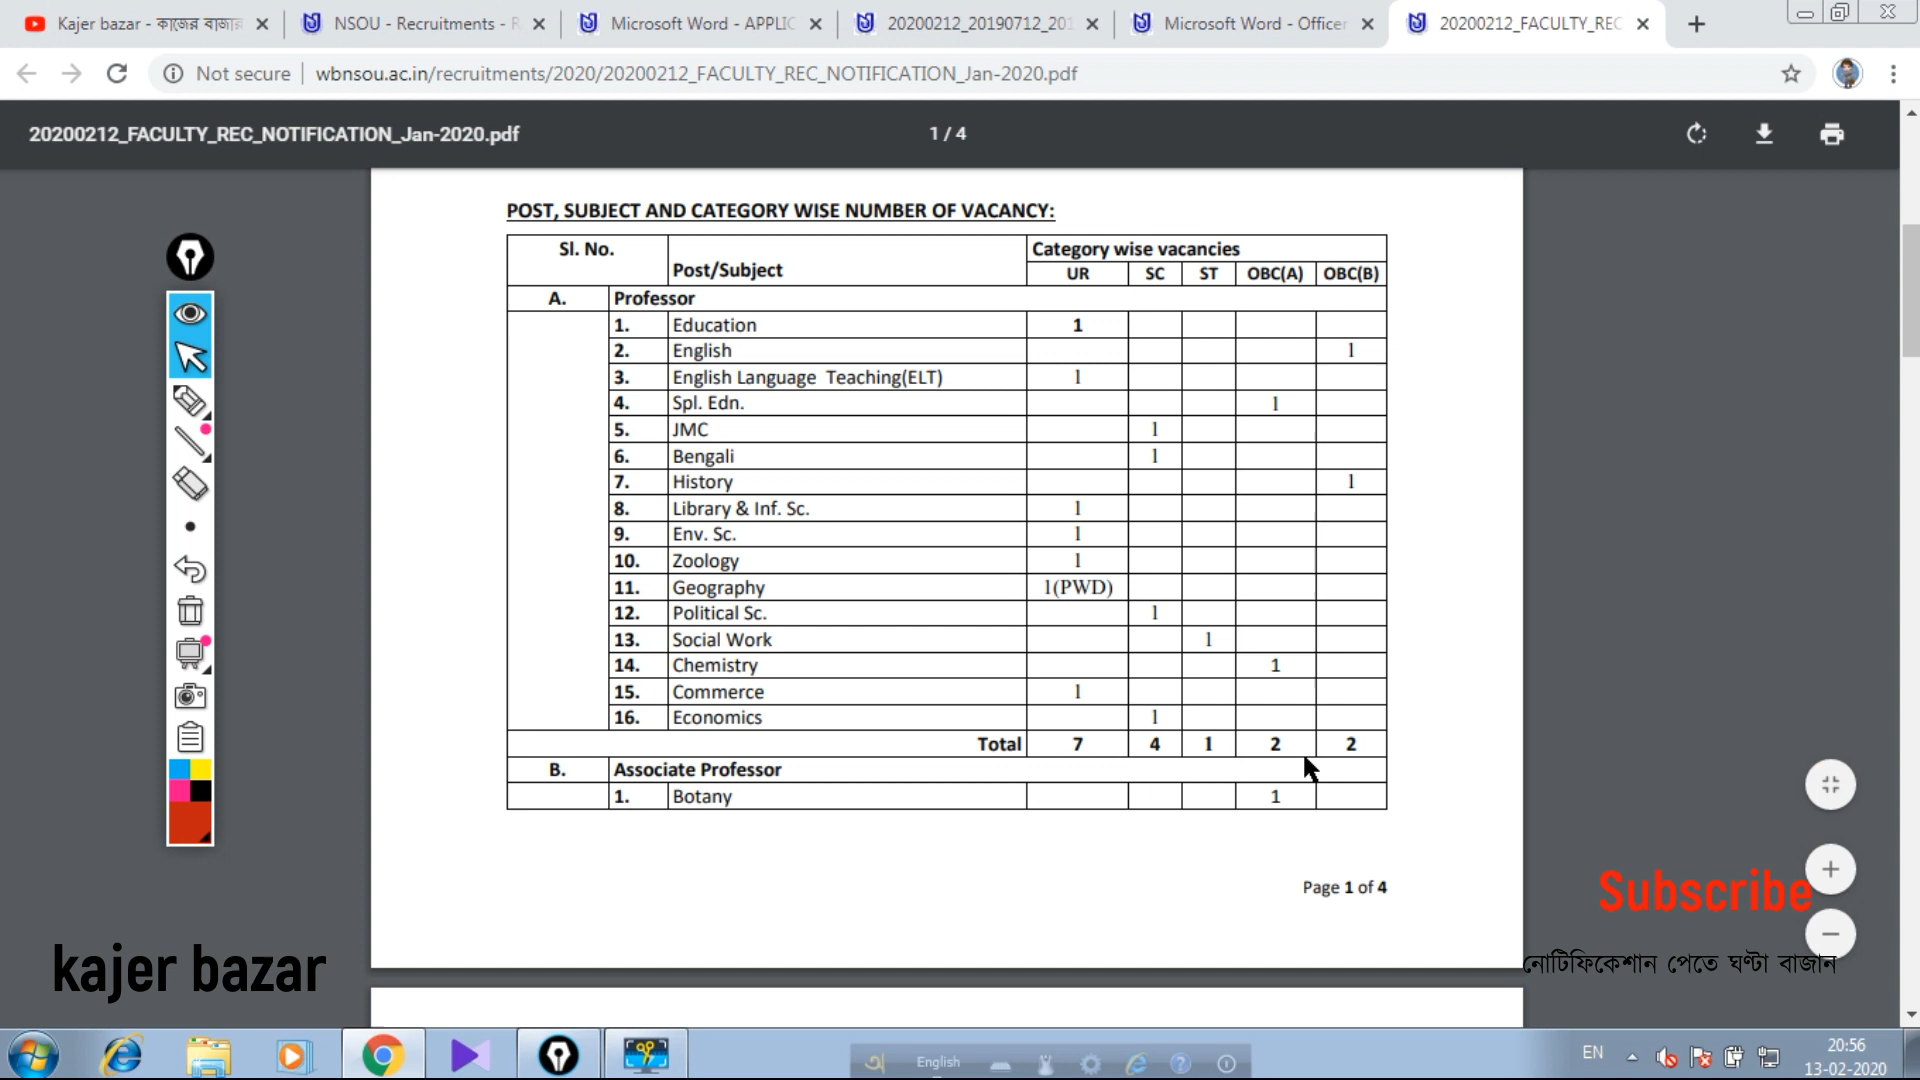 Kajer bazar - কাজের বাজার
NSOU - Recruitments - R
Microsoft Word - APPLIC
20200212_20190712_201
Microsoft Word - Officer
20200212_FACULTY_REC
Not secure | wbnsou.ac.in/recruitments/2020/20200212_FACULTY_REC_NOTIFICATION_Jan-2020.pdf
20200212_FACULTY_REC_NOTIFICATION_Jan-2020.pdf 1 / 4
POST, SUBJECT AND CATEGORY WISE NUMBER OF VACANCY:
Sl. No. Post/Subject Category wise vacancies
UR SC ST OBC(A) OBC(B)
A. Professor
1. Education 1
2. English 1
3. English Language Teaching(ELT) 1
4. Spl. Edn. 1
5. JMC 1
6. Bengali 1
7. History 1
8. Library & Inf. Sc. 1
9. Env. Sc. 1
10. Zoology 1
11. Geography 1(PWD)
12. Political Sc. 1
13. Social Work 1
14. Chemistry 1
15. Commerce 1
16. Economics 1
Total 7 4 1 2 2
B. Associate Professor
1. Botany 1
Page 1 of 4
Subscribe
kajer bazar
নোটিফিকেশান পেতে ঘণ্টা বাজান
অ English
EN
20:56
13-02-2020